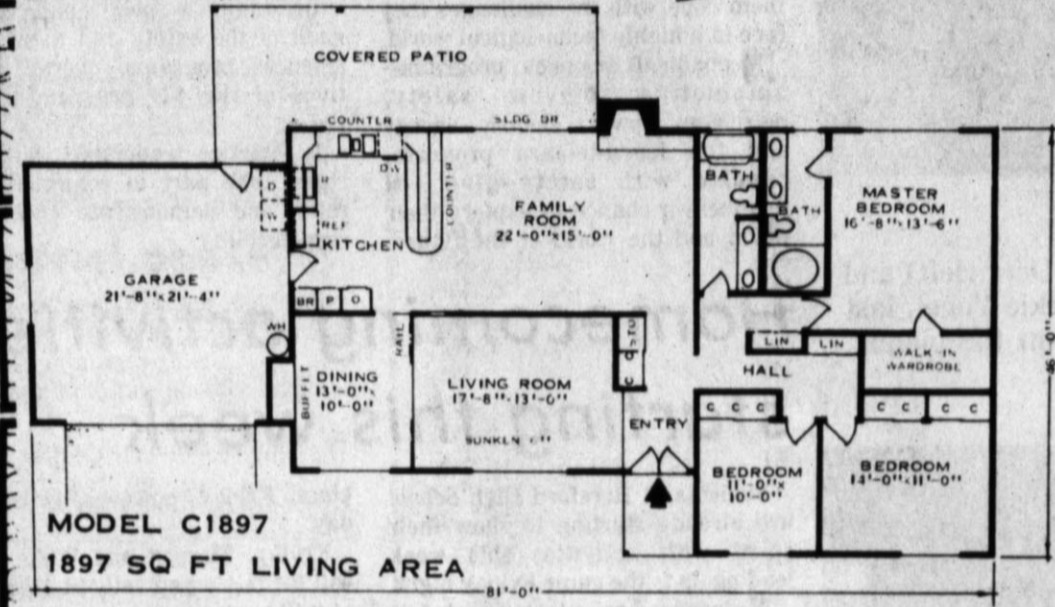 COVERED PATIO
COUNTER
SLDG DR
DW
COUNTER
BATH
BATH
MASTER
BEDROOM
16'-8"x13'-6"
FAMILY
ROOM
22'-0"x15'-0"
D
W
REF
KITCHEN
GARAGE
21'-8"x21'-4"
BR P O
WH
RAIL
LIN LIN
WALK-IN
WARDROBE
HALL
BUFFET
DINING
13'-0"x
10'-0"
LIVING ROOM
17'-8"x13'-0"
SUNKEN
C
C C C
C C C C
ENTRY
BEDROOM
11'-0"x
10'-0"
BEDROOM
14'-0"x11'-0"
MODEL C1897
1897 SQ FT LIVING AREA
81'-0"